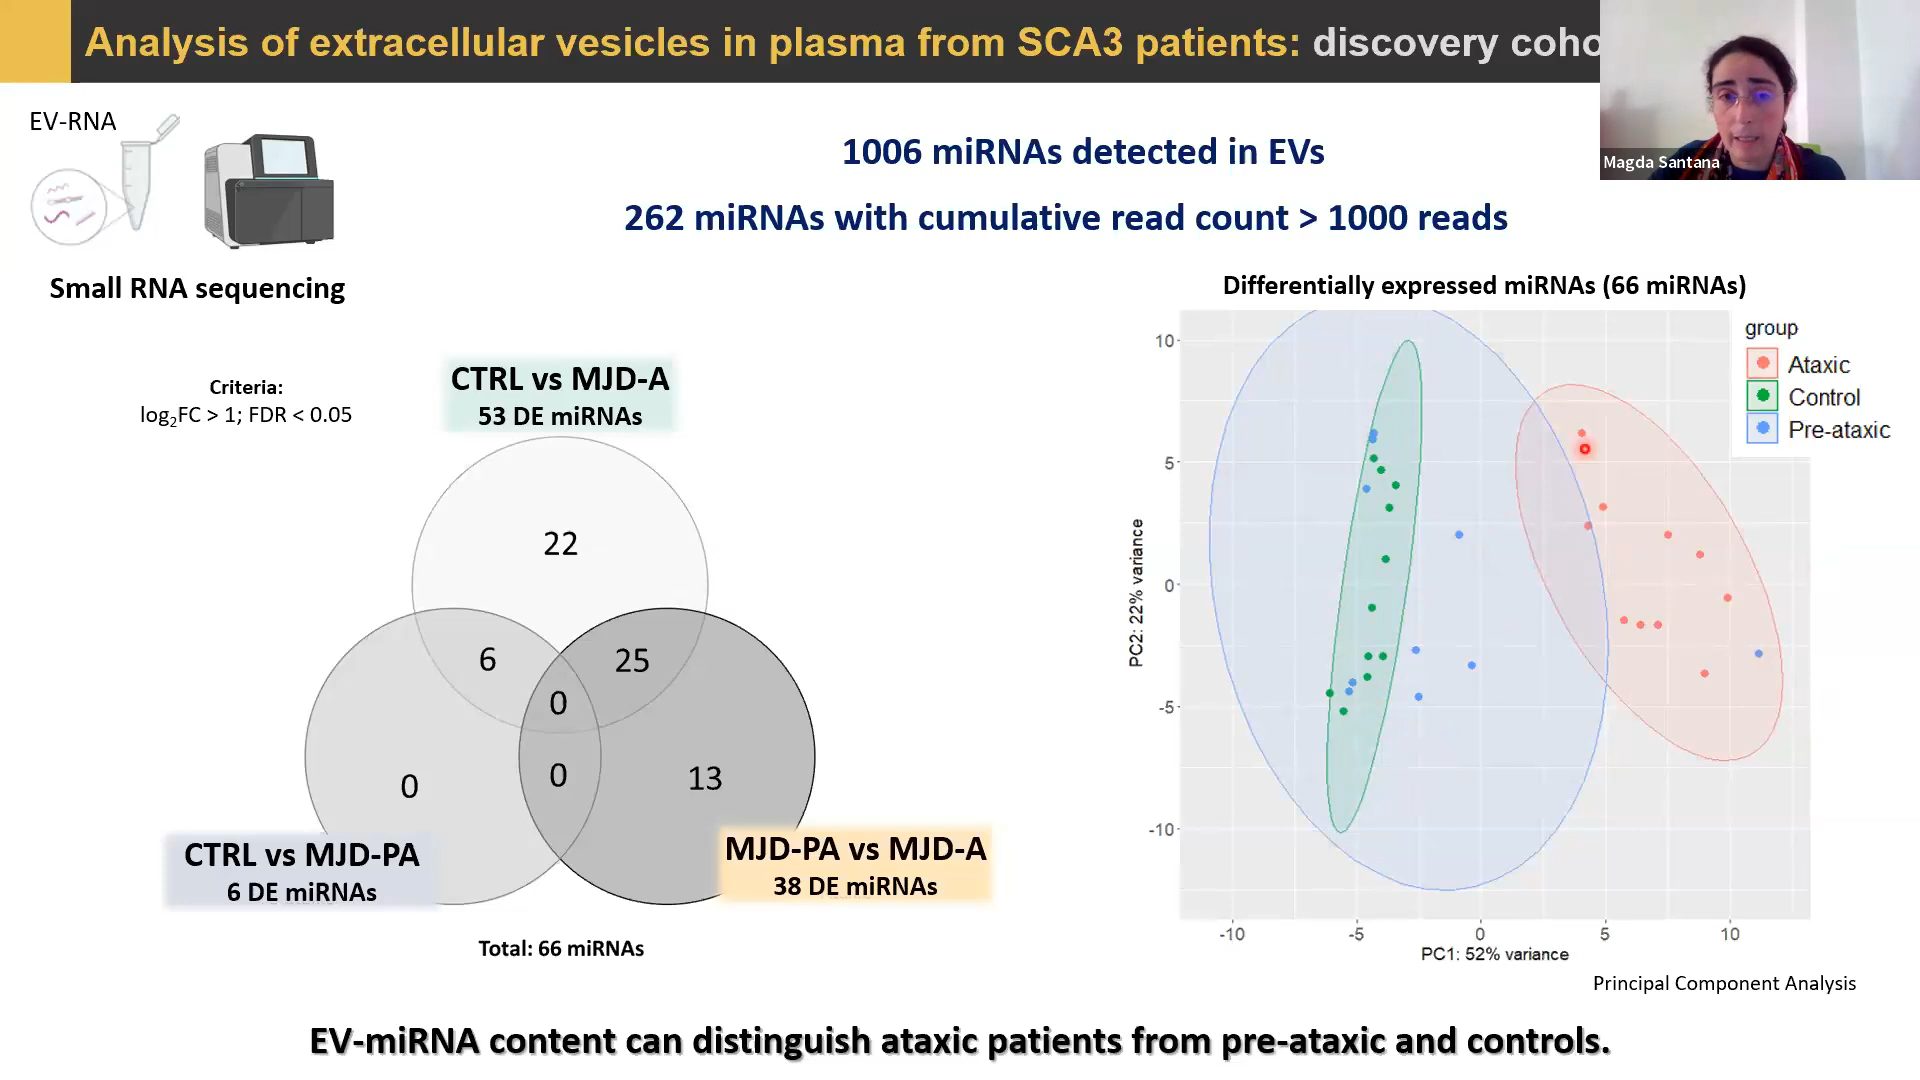 Analysis of extracellular vesicles in plasma from SCA3 patients: discovery coho
Magda Santana
EV-RNA
1006 miRNAs detected in EVs
262 miRNAs with cumulative read count > 1000 reads
Small RNA sequencing
Criteria:
log₂FC > 1; FDR < 0.05
CTRL vs MJD-A
53 DE miRNAs
22
6
25
0
0
0
13
CTRL vs MJD-PA
6 DE miRNAs
MJD-PA vs MJD-A
38 DE miRNAs
Total: 66 miRNAs
Differentially expressed miRNAs (66 miRNAs)
group
Ataxic
Control
Pre-ataxic
PC2: 22% variance
10
5
0
-5
-10
-10 -5 0 5 10
PC1: 52% variance
Principal Component Analysis
EV-miRNA content can distinguish ataxic patients from pre-ataxic and controls.